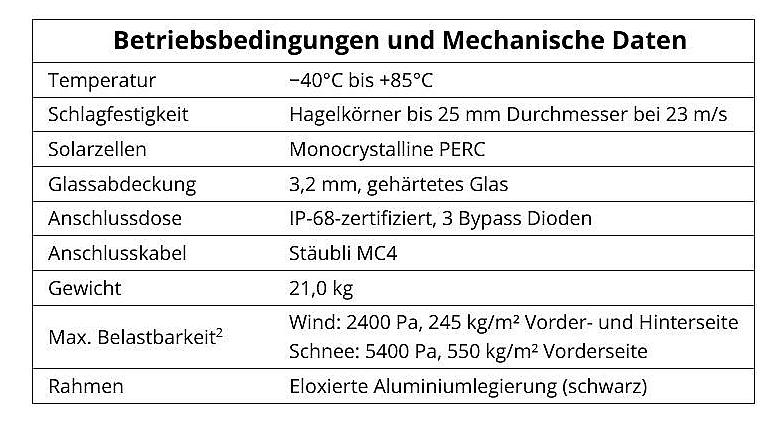 Betriebsbedingungen und Mechanische Daten
Temperatur −40°C bis +85°C
Schlagfestigkeit Hagelkörner bis 25 mm Durchmesser bei 23 m/s
Solarzellen Monocrystalline PERC
Glassabdeckung 3,2 mm, gehärtetes Glas
Anschlussdose IP-68-zertifiziert, 3 Bypass Dioden
Anschlusskabel Stäubli MC4
Gewicht 21,0 kg
Max. Belastbarkeit² Wind: 2400 Pa, 245 kg/m² Vorder- und Hinterseite
Schnee: 5400 Pa, 550 kg/m² Vorderseite
Rahmen Eloxierte Aluminiumlegierung (schwarz)